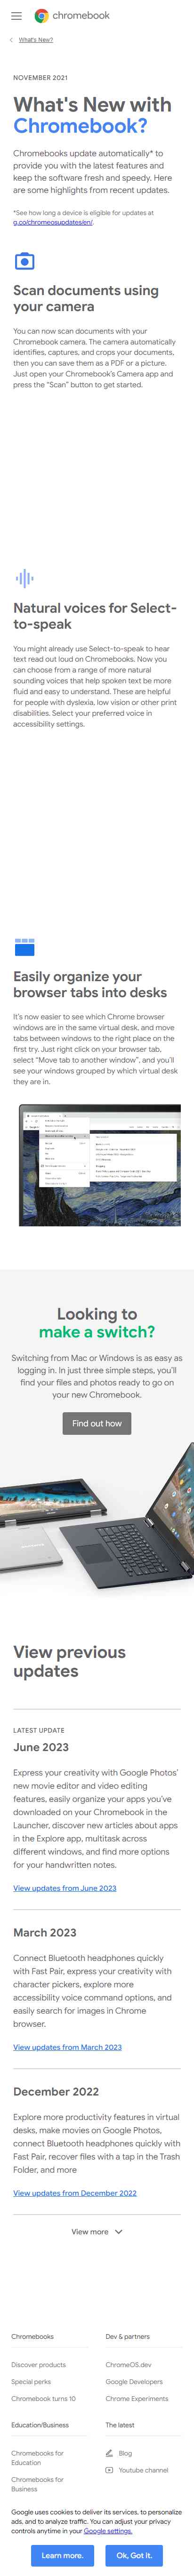 chromebook
What's New?
NOVEMBER 2021
What's New with
Chromebook?
Chromebooks update automatically* to
provide you with the latest features and
keep the software fresh and speedy. Here
are some highlights from recent updates.
*See how long a device is eligible for updates at
g.co/chromeosupdates/en/.
Scan documents using
your camera
You can now scan documents with your
Chromebook camera. The camera automatically
identifies, captures, and crops your documents,
then you can save them as a PDF or a picture.
Just open your Chromebook's Camera app and
press the “Scan” button to get started.
Natural voices for Select-
to-speak
You might already use Select-to-speak to hear
text read out loud on Chromebooks. Now you
can choose from a range of more natural
sounding voices that help spoken text be more
fluid and easy to understand. These are helpful
for people with dyslexia, low vision or other print
disabilities. Select your preferred voice in
accessibility settings.
Easily organize your
browser tabs into desks
It's now easier to see which Chrome browser
windows are in the same virtual desk, and move
tabs between windows to the right place on the
first try. Just right click on your browser tab,
select “Move tab to another window”, and you'll
see your windows grouped by which virtual desk
they are in.
Looking to
make a switch?
Switching from Mac or Windows is as easy as
logging in. In just three simple steps, you'll
find your files and photos ready to go on
your new Chromebook.
Find out how
View previous
updates
LATEST UPDATE
June 2023
Express your creativity with Google Photos'
new movie editor and video editing
features, easily organize your apps you've
downloaded on your Chromebook in the
Launcher, discover new articles about apps
in the Explore app, multitask across
different windows, and find more options
for your handwritten notes.
View updates from June 2023
March 2023
Connect Bluetooth headphones quickly
with Fast Pair, express your creativity with
character pickers, explore more
accessibility voice command options, and
easily search for images in Chrome
browser.
View updates from March 2023
December 2022
Explore more productivity features in virtual
desks, make movies on Google Photos,
connect Bluetooth headphones quickly with
Fast Pair, recover files with a tap in the Trash
Folder, and more
View updates from December 2022
View more
Chromebooks
Discover products
Special perks
Chromebook turns 10
Dev & partners
ChromeOS.dev
Google Developers
Chrome Experiments
Education/Business
Chromebooks for
Education
Chromebooks for
Business
The latest
Blog
Youtube channel
Google uses cookies to deliver its services, to personalize
ads, and to analyze traffic. You can adjust your privacy
controls anytime in your Google settings.
Learn more.
Ok, Got it.